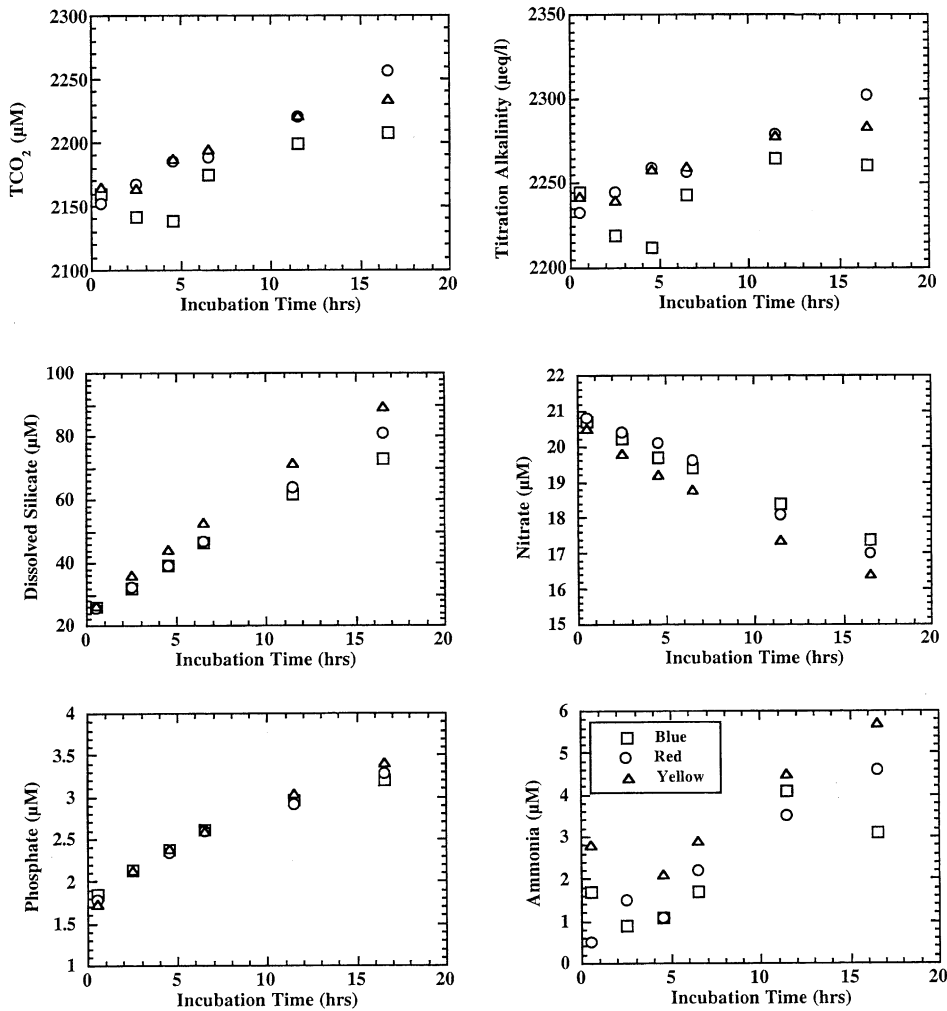 2300
2250
2200
2150
2100
TCO2 (µM)
0 5 10 15 20
Incubation Time (hrs)
2350
2300
2250
2200
Titration Alkalinity (µeq/l)
0 5 10 15 20
Incubation Time (hrs)
100
80
60
40
20
Dissolved Silicate (µM)
0 5 10 15 20
Incubation Time (hrs)
21
20
19
18
17
16
15
Nitrate (µM)
0 5 10 15 20
Incubation Time (hrs)
4
3.5
3
2.5
2
1.5
1
Phosphate (µM)
0 5 10 15 20
Incubation Time (hrs)
6
5
4
3
2
1
0
Ammonia (µM)
Blue
Red
Yellow
0 5 10 15 20
Incubation Time (hrs)